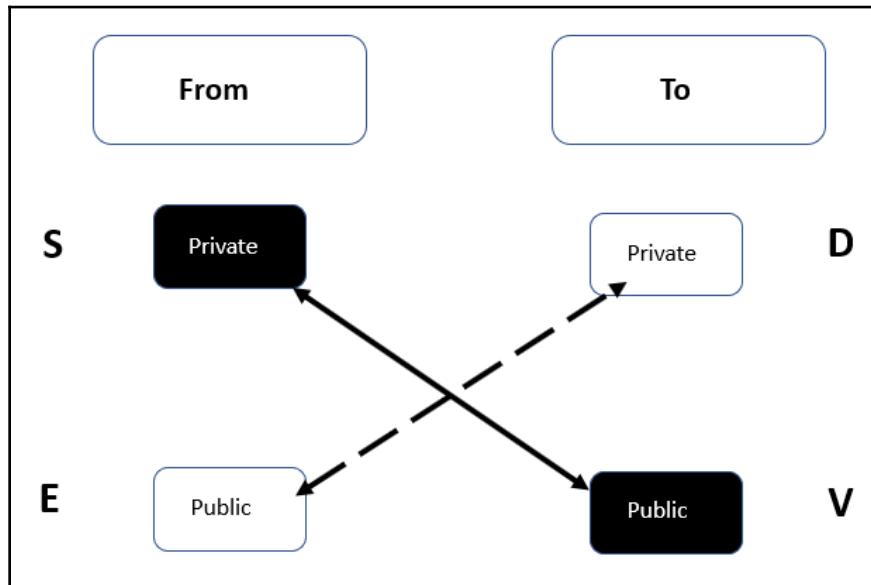 From
To
S
Private
Private
D
E
Public
Public
V